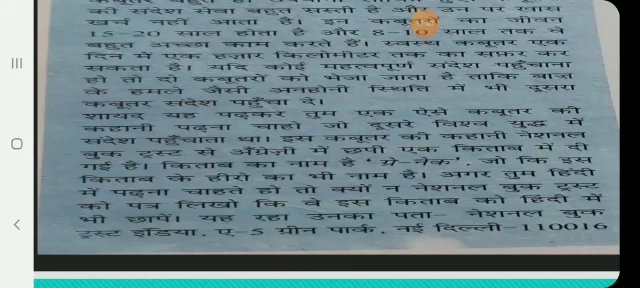 की संदेश सेवा बहुत सस्ती है और उन पर खास
खर्च नहीं आता है। इन कबूतरों का जीवन
15-20 साल होता है और 8-10 साल तक वे
बहुत अच्छा काम करते हैं। स्वस्थ कबूतर एक
दिन में एक हज़ार किलोमीटर तक का सफर कर
सकता है। यदि कोई महत्वपूर्ण संदेश पहुँचाना
हो तो दो कबूतरों को भेजा जाता है ताकि बाज
के हमले जैसी अनहोनी स्थिति में भी दूसरा
कबूतर संदेश पहुँचा दे।
शायद यह पढ़कर तुम एक ऐसे कबूतर की
कहानी पढ़ना चाहो जो दूसरे विश्व युद्ध में
संदेश पहुँचाता था। इस कबूतर की कहानी नेशनल
बुक ट्रस्ट से अँग्रेजी में छपी एक किताब में दी
गई है। किताब का नाम है 'ग्रे-नेक', जो कि इस
किताब के हीरो का भी नाम है। अगर तुम हिंदी
में पढ़ना चाहते हो तो क्यों न नेशनल बुक ट्रस्ट
को पत्र लिखो कि वे इस किताब को हिंदी में
भी छापें। यह रहा उनका पता- नेशनल बुक
ट्रस्ट इंडिया, ए-5 ग्रीन पार्क, नई दिल्ली-110016